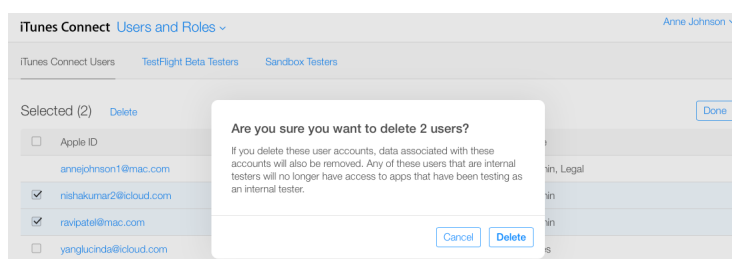 iTunes Connect Users and Roles
Anne Johnson
iTunes Connect Users TestFlight Beta Testers Sandbox Testers
Selected (2) Delete
Done
Are you sure you want to delete 2 users?
If you delete these user accounts, data associated with these
accounts will also be removed. Any of these users that are internal
testers will no longer have access to apps that have been testing as
an internal tester.
Cancel Delete
Apple ID
annejohnson1@mac.com
Legal
nishakumar2@icloud.com
ravipatel@mac.com
yanglucinda@icloud.com